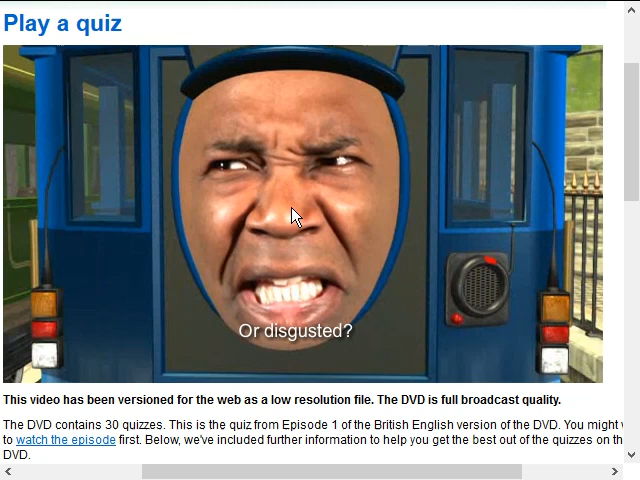 Play a quiz
Or disgusted?
This video has been versioned for the web as a low resolution file. The DVD is full broadcast quality.
The DVD contains 30 quizzes. This is the quiz from Episode 1 of the British English version of the DVD. You might
to watch the episode first. Below, we've included further information to help you get the best out of the quizzes on
DVD.